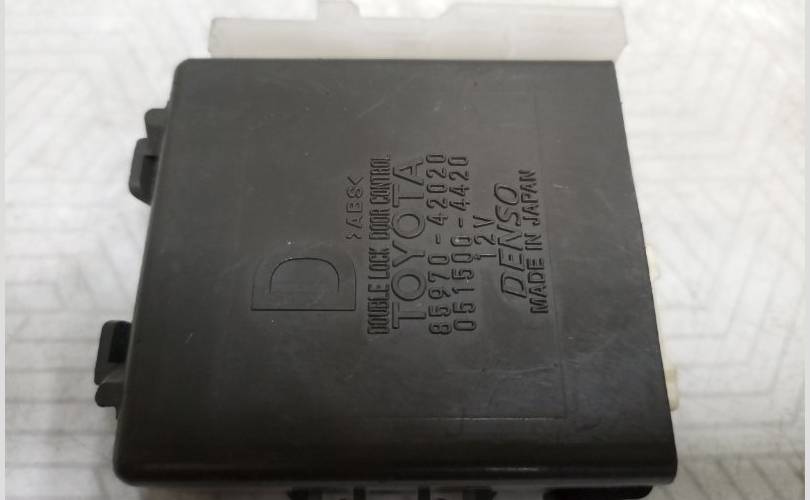 D
>ABS<
DOUBLE LOCK DOOR CONTROL
TOYOTA
85970-42020
051500-4420
12V
DENSO
MADE IN JAPAN